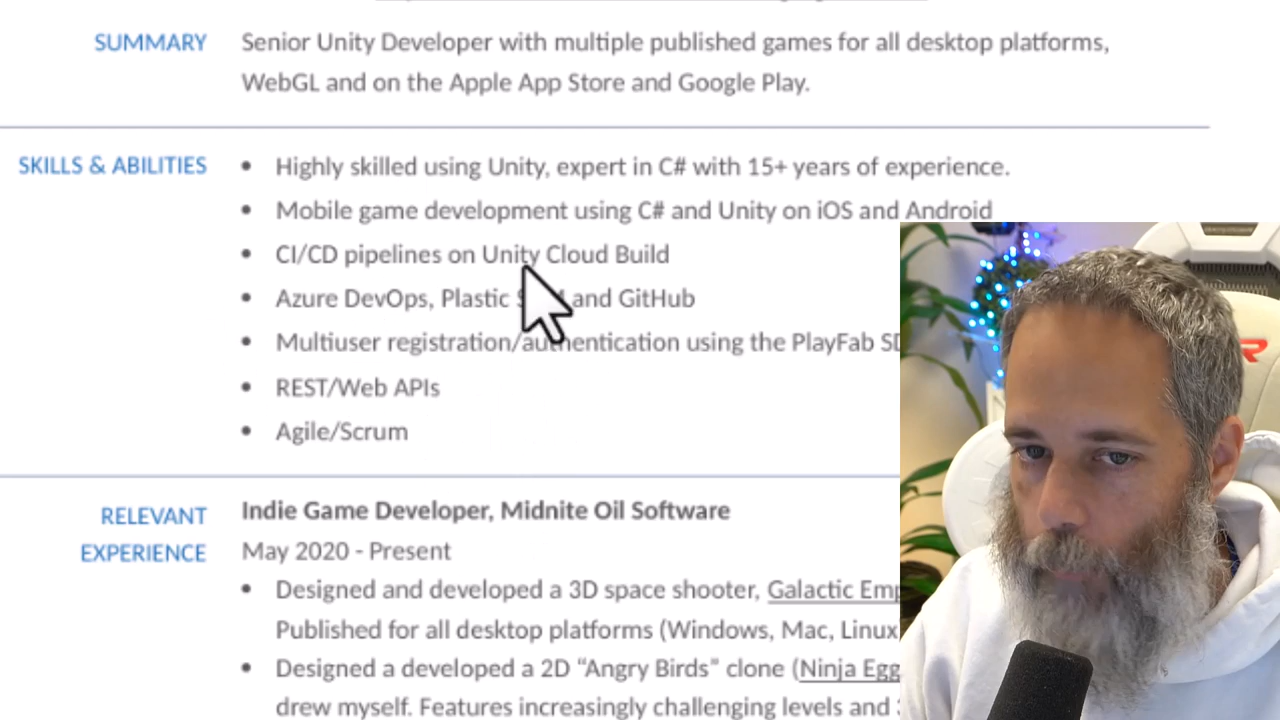 SUMMARY Senior Unity Developer with multiple published games for all desktop platforms,
WebGL and on the Apple App Store and Google Play.
SKILLS & ABILITIES • Highly skilled using Unity, expert in C# with 15+ years of experience.
• Mobile game development using C# and Unity on iOS and Android
• CI/CD pipelines on Unity Cloud Build
• Azure DevOps, Plastic and GitHub
• Multiuser registration/authentication using the PlayFab
• REST/Web APIs
• Agile/Scrum
RELEVANT EXPERIENCE
Indie Game Developer, Midnite Oil Software
May 2020 - Present
• Designed and developed a 3D space shooter, Galactic
Published for all desktop platforms (Windows, Mac, Linux
• Designed a developed a 2D “Angry Birds” clone (Ninja
drew myself. Features increasingly challenging levels and